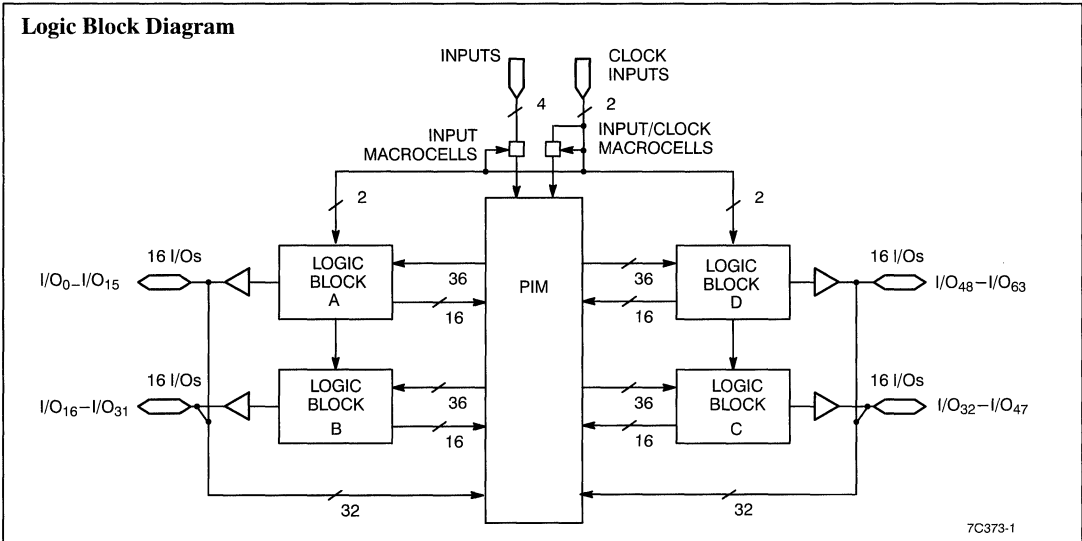 Logic Block Diagram
INPUTS
CLOCK
INPUTS
4
2
INPUT
MACROCELLS
INPUT/CLOCK
MACROCELLS
2
2
16 I/Os
I/O0–I/O15
LOGIC
BLOCK
A
36
16
PIM
36
16
LOGIC
BLOCK
D
16 I/Os
I/O48–I/O63
16 I/Os
I/O16–I/O31
LOGIC
BLOCK
B
36
16
36
16
LOGIC
BLOCK
C
16 I/Os
I/O32–I/O47
32
32
7C373-1